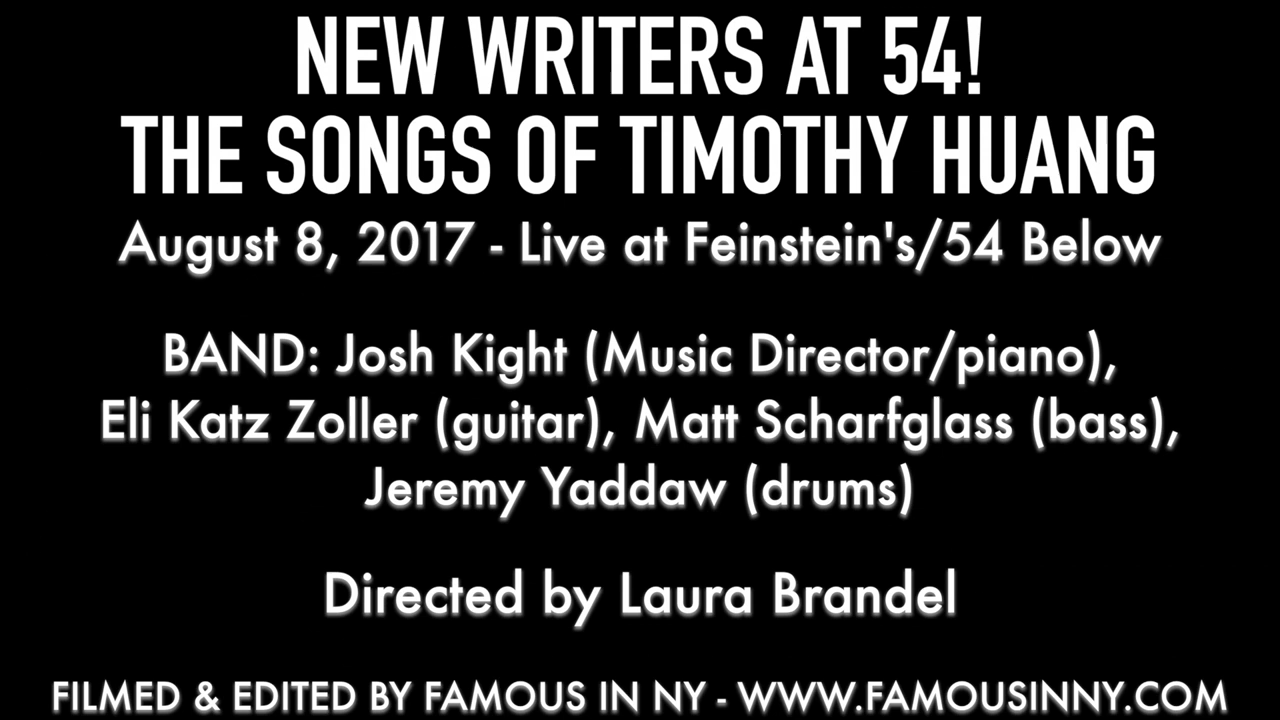 NEW WRITERS AT 54!
THE SONGS OF TIMOTHY HUANG
August 8, 2017 - Live at Feinstein's/54 Below
BAND: Josh Kight (Music Director/piano),
Eli Katz Zoller (guitar), Matt Scharfglass (bass),
Jeremy Yaddaw (drums)
Directed by Laura Brandel
FILMED & EDITED BY FAMOUS IN NY - WWW.FAMOUSINNY.COM